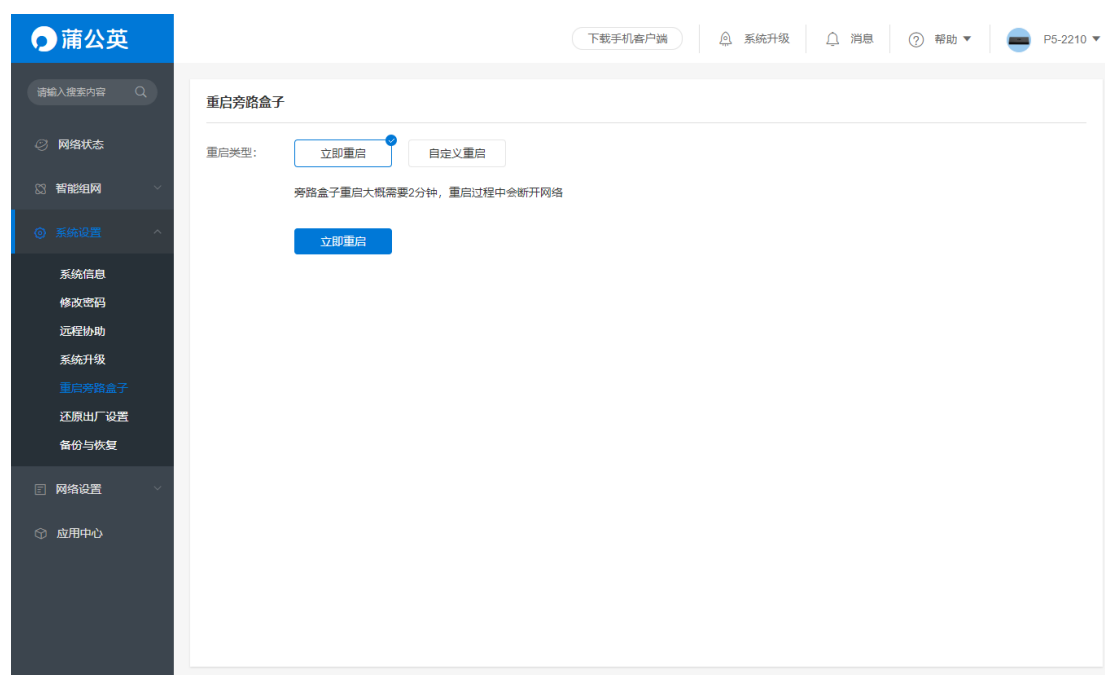 蒲公英
下载手机客户端
系统升级
消息
帮助
P5-2210
请输入搜索内容
网络状态
智能组网
系统设置
系统信息
修改密码
远程协助
系统升级
重启旁路盒子
还原出厂设置
备份与恢复
网络设置
应用中心
重启旁路盒子
重启类型:
立即重启
自定义重启
旁路盒子重启大概需要2分钟，重启过程中会断开网络
立即重启